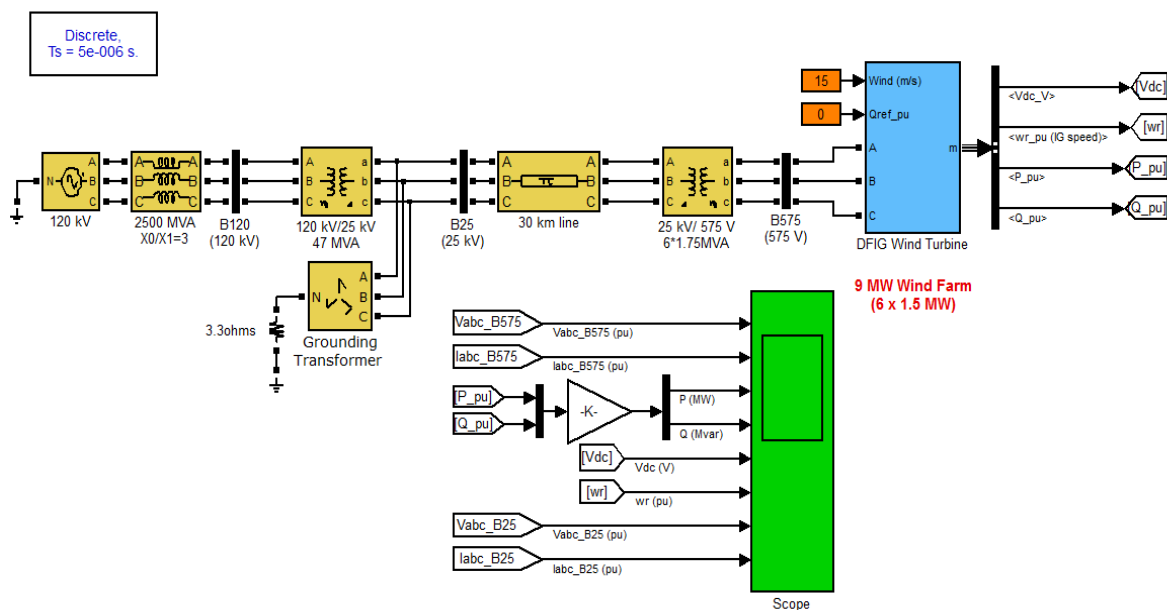 Discrete,
Ts = 5e-006 s.
15
Wind (m/s)
0
Qref_pu
A
B
C
m
<Vdc_V>
[Vdc]
<wr_pu (IG speed)>
[wr]
<P_pu>
[P_pu]
<Q_pu>
[Q_pu]
DFIG Wind Turbine
9 MW Wind Farm
(6 x 1.5 MW)
N
A
B
C
120 kV
A A
B B
C C
2500 MVA
X0/X1=3
B120
(120 kV)
A a
B b
C c
120 kV/25 kV
47 MVA
B25
(25 kV)
A A
B B
C C
30 km line
A a
B b
C c
25 kV/ 575 V
6*1.75MVA
B575
(575 V)
N
A
B
C
3.3ohms
Grounding
Transformer
Vabc_B575
Vabc_B575 (pu)
Iabc_B575
Iabc_B575 (pu)
[P_pu]
[Q_pu]
-K-
P (MW)
Q (Mvar)
[Vdc]
Vdc (V)
[wr]
wr (pu)
Vabc_B25
Vabc_B25 (pu)
Iabc_B25
Iabc_B25 (pu)
Scope